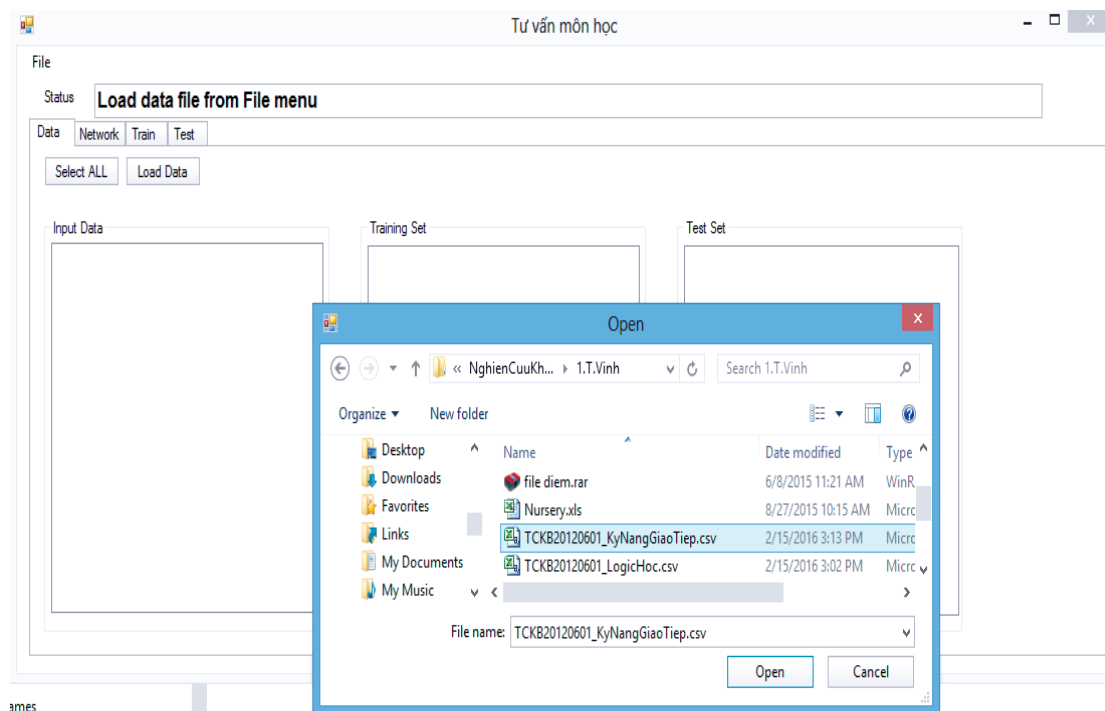 Tư vấn môn học
File
Status Load data file from File menu
Data Network Train Test
Select ALL Load Data
Input Data Training Set Test Set
Open
« NghienCuuKh... 1.T.Vinh Search 1.T.Vinh
Organize New folder
Desktop Name Date modified Type
Downloads file diem.rar 6/8/2015 11:21 AM WinR
Favorites Nursery.xls 8/27/2015 10:15 AM Micro
Links TCKB20120601_KyNangGiaoTiep.csv 2/15/2016 3:13 PM Micro
My Documents TCKB20120601_LogicHoc.csv 2/15/2016 3:02 PM Micro
My Music
File name: TCKB20120601_KyNangGiaoTiep.csv
Open Cancel
ames